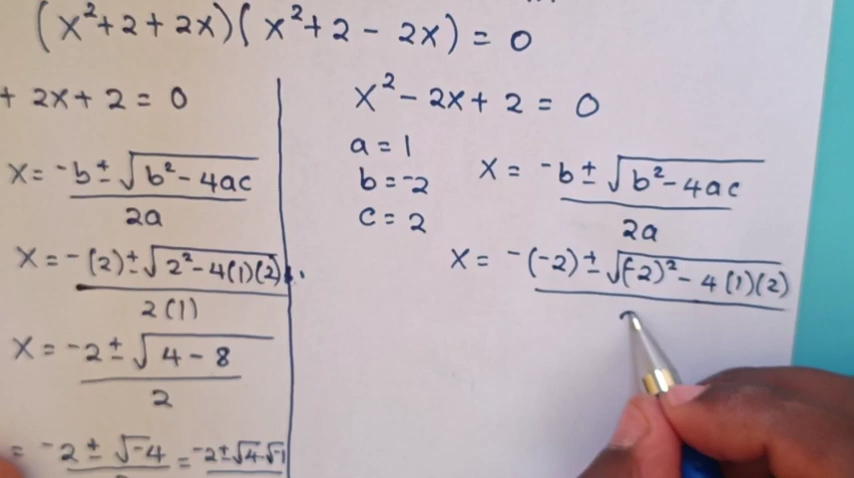 (x²+2+2x)(x²+2-2x)=0
+ 2x+2=0
x = -b±√b²-4ac
2a
x = -(2)±√2²-4(1)(2)
2(1)
x = -2±√4-8
2
= -2±√-4 = -2±√4·√-1
x²-2x+2=0
a=1
b=-2
c=2
x = -b±√b²-4ac
2a
x = -(-2)±√(-2)²-4(1)(2)